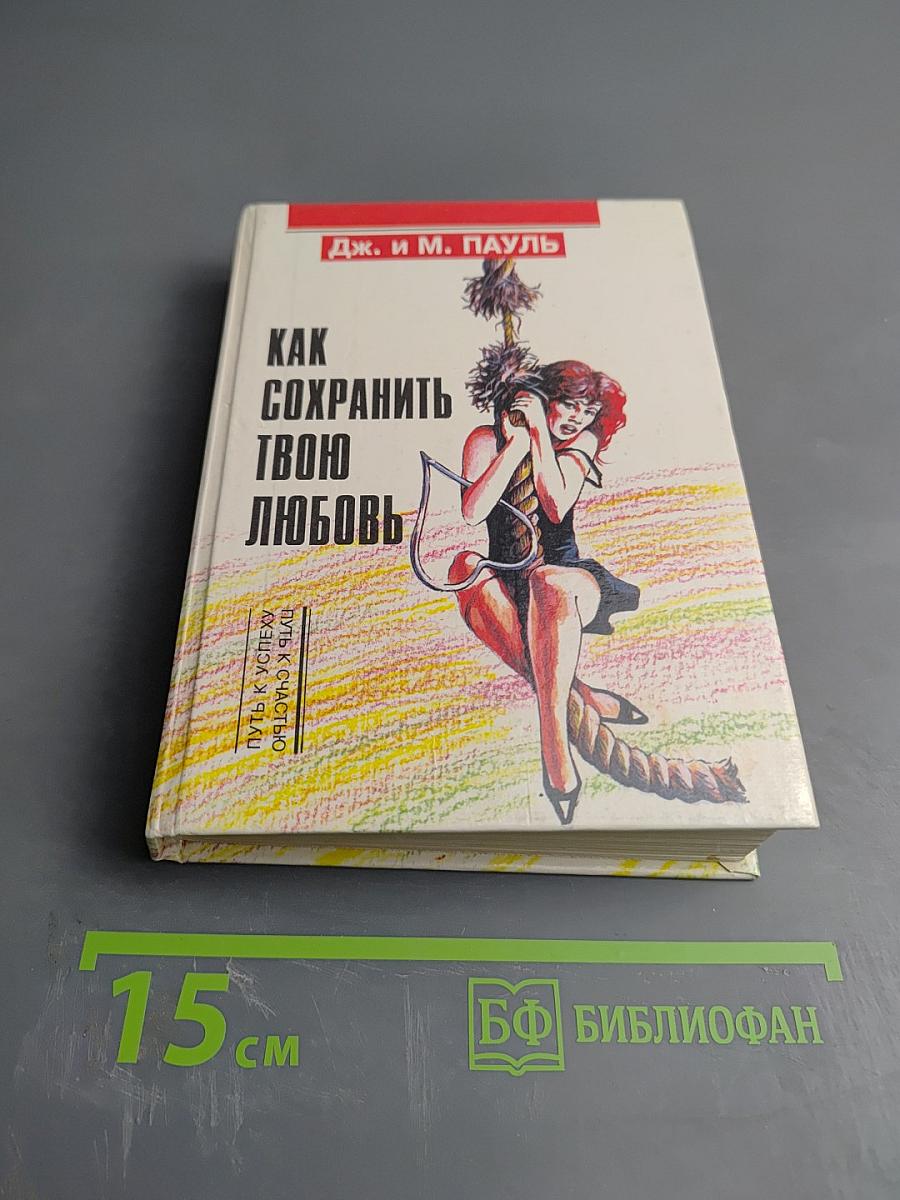 Дж. и М. ПАУЛЬ
КАК
СОХРАНИТЬ
ТВОЮ
ЛЮБОВЬ
ПУТЬ К УСПЕХУ
ПУТЬ К СЧАСТЬЮ
15 см
БФ БИБЛИОФАН